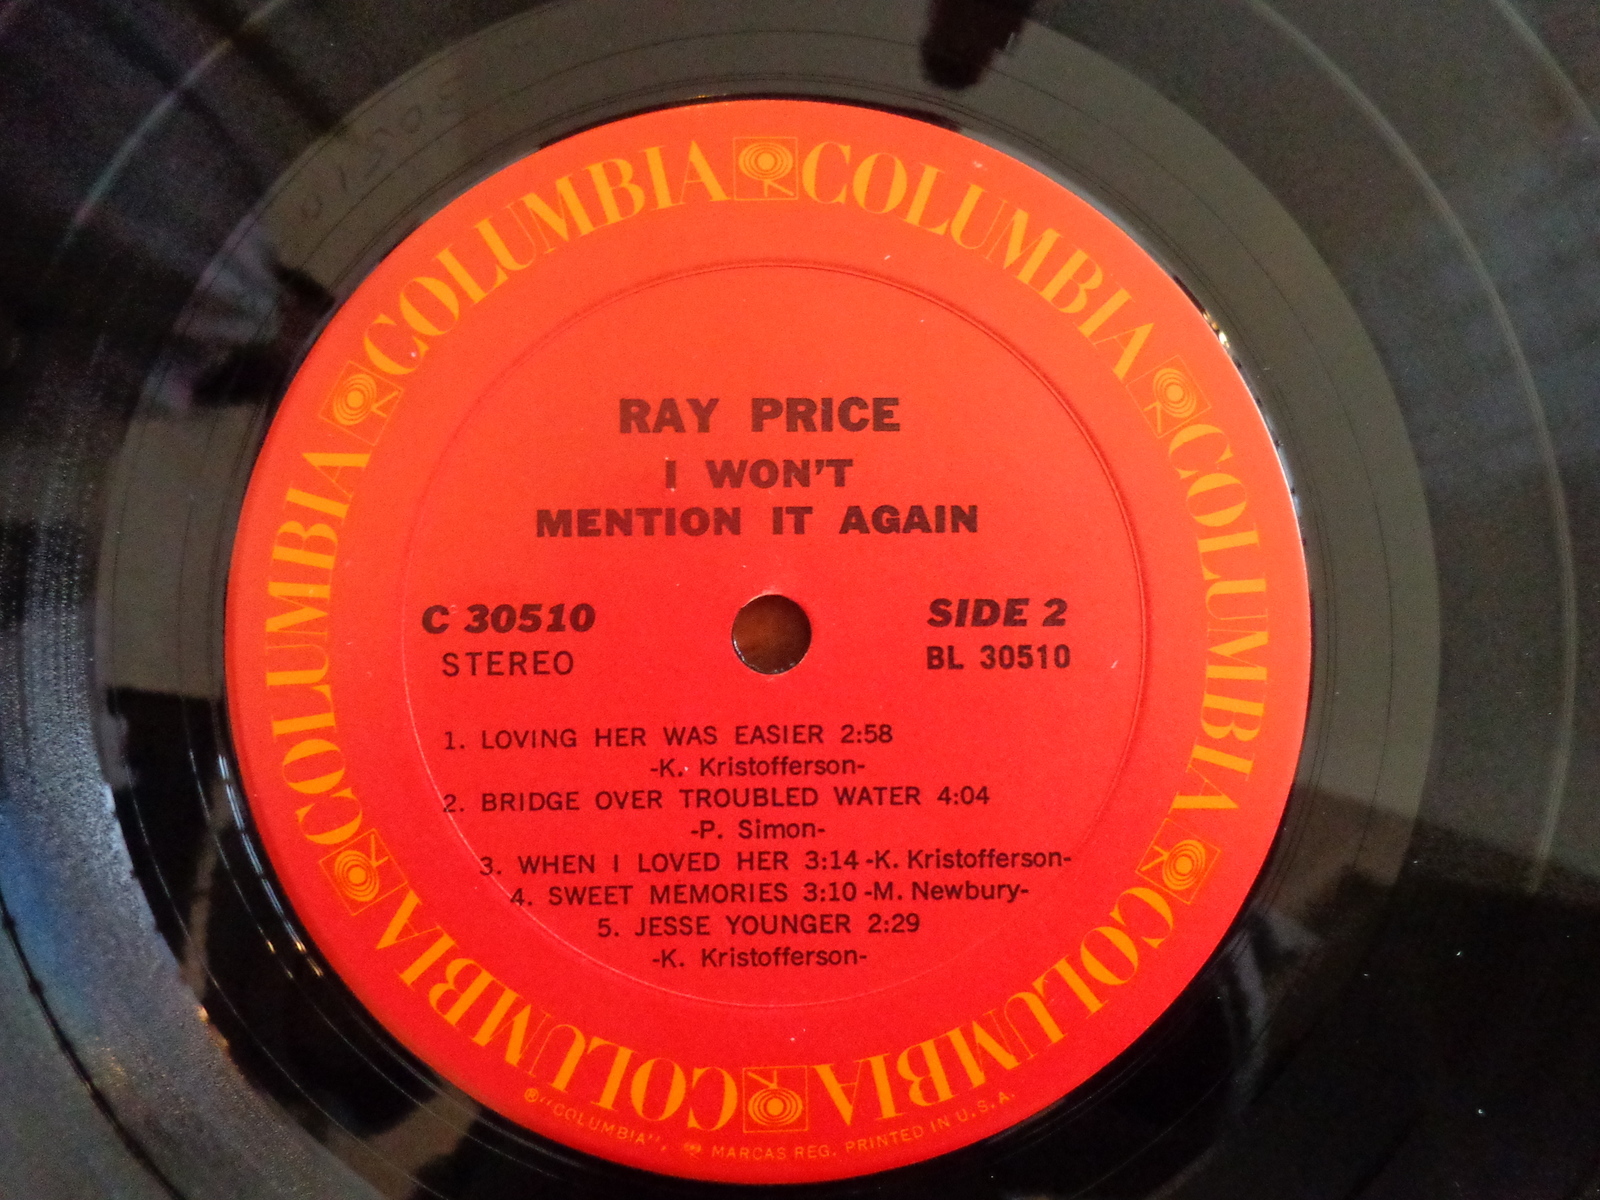 COLUMBIA COLUMBIA COLUMBIA COLUMBIA COLUMBIA COLUMBIA
RAY PRICE
I WON'T
MENTION IT AGAIN
C 30510
STEREO
SIDE 2
BL 30510
1. LOVING HER WAS EASIER 2:58
-K. Kristofferson-
2. BRIDGE OVER TROUBLED WATER 4:04
-P. Simon-
3. WHEN I LOVED HER 3:14 -K. Kristofferson-
4. SWEET MEMORIES 3:10 -M. Newbury-
5. JESSE YOUNGER 2:29
-K. Kristofferson-
®"COLUMBIA", MARCAS REG. PRINTED IN U.S.A.